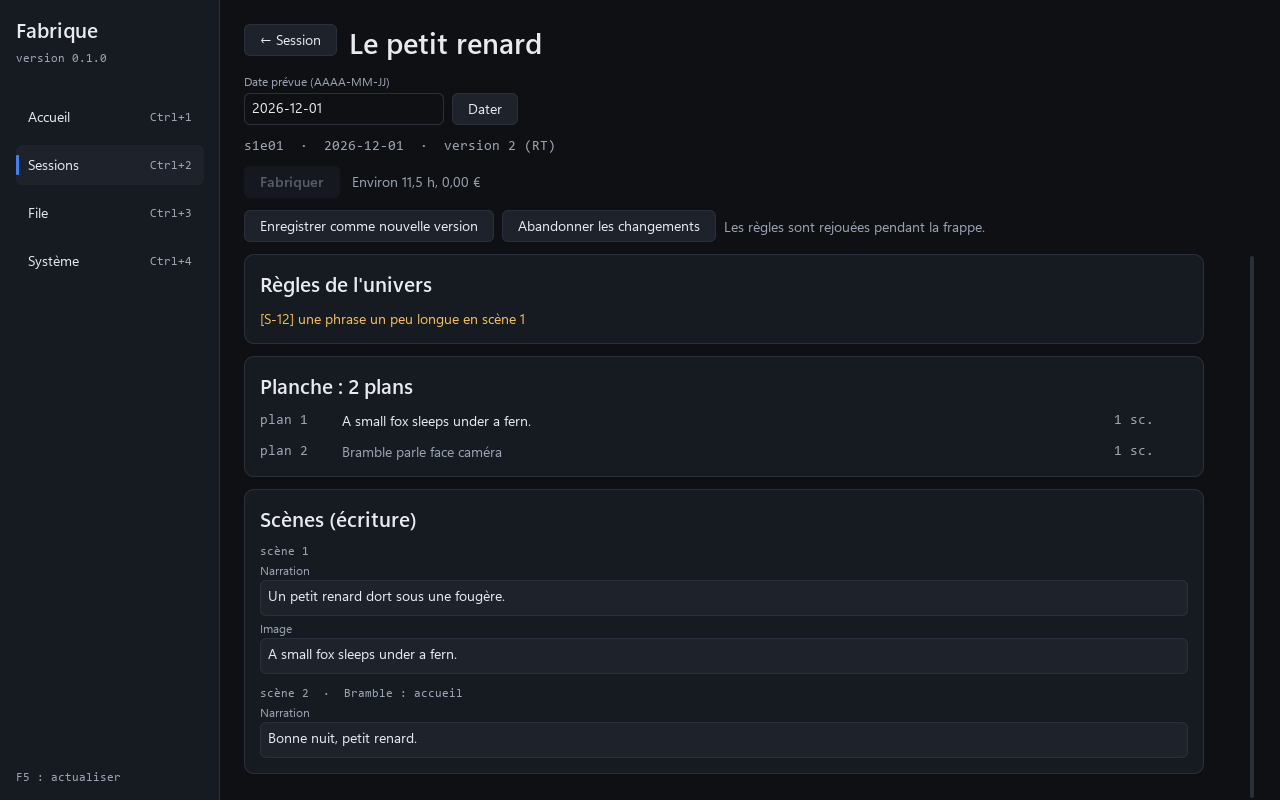 Fabrique
version 0.1.0
Accueil Ctrl+1
Sessions Ctrl+2
File Ctrl+3
Système Ctrl+4
F5 : actualiser
← Session Le petit renard
Date prévue (AAAA-MM-JJ)
2026-12-01 Dater
s1e01 · 2026-12-01 · version 2 (RT)
Fabriquer Environ 11,5 h, 0,00 €
Enregistrer comme nouvelle version Abandonner les changements Les règles sont rejouées pendant la frappe.
Règles de l'univers
[S-12] une phrase un peu longue en scène 1
Planche : 2 plans
plan 1 A small fox sleeps under a fern. 1 sc.
plan 2 Bramble parle face caméra 1 sc.
Scènes (écriture)
scène 1
Narration
Un petit renard dort sous une fougère.
Image
A small fox sleeps under a fern.
scène 2 · Bramble : accueil
Narration
Bonne nuit, petit renard.